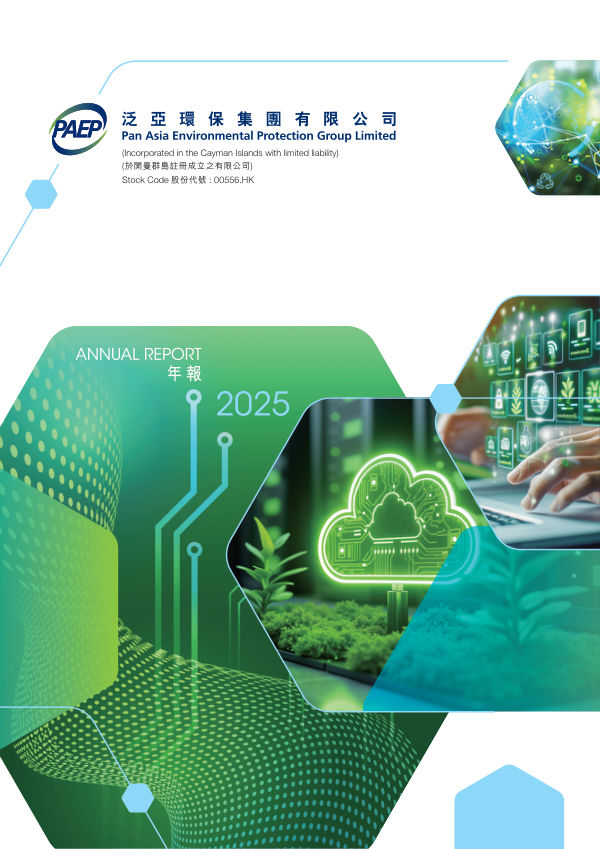 PAEP
泛亞環保集團有限公司
Pan Asia Environmental Protection Group Limited
(Incorporated in the Cayman Islands with limited liability)
(於開曼群島註冊成立之有限公司)
Stock Code 股份代號 : 00556.HK
ANNUAL REPORT
年報
2025